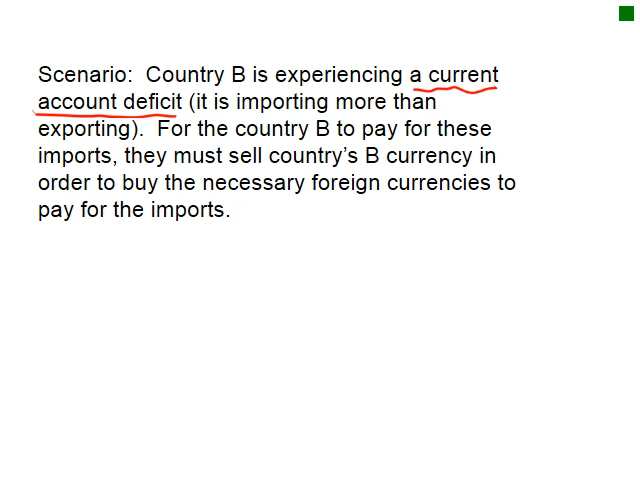 Scenario:  Country B is experiencing a current
account deficit (it is importing more than
exporting).  For the country B to pay for these
imports, they must sell country’s B currency in
order to buy the necessary foreign currencies to
pay for the imports.